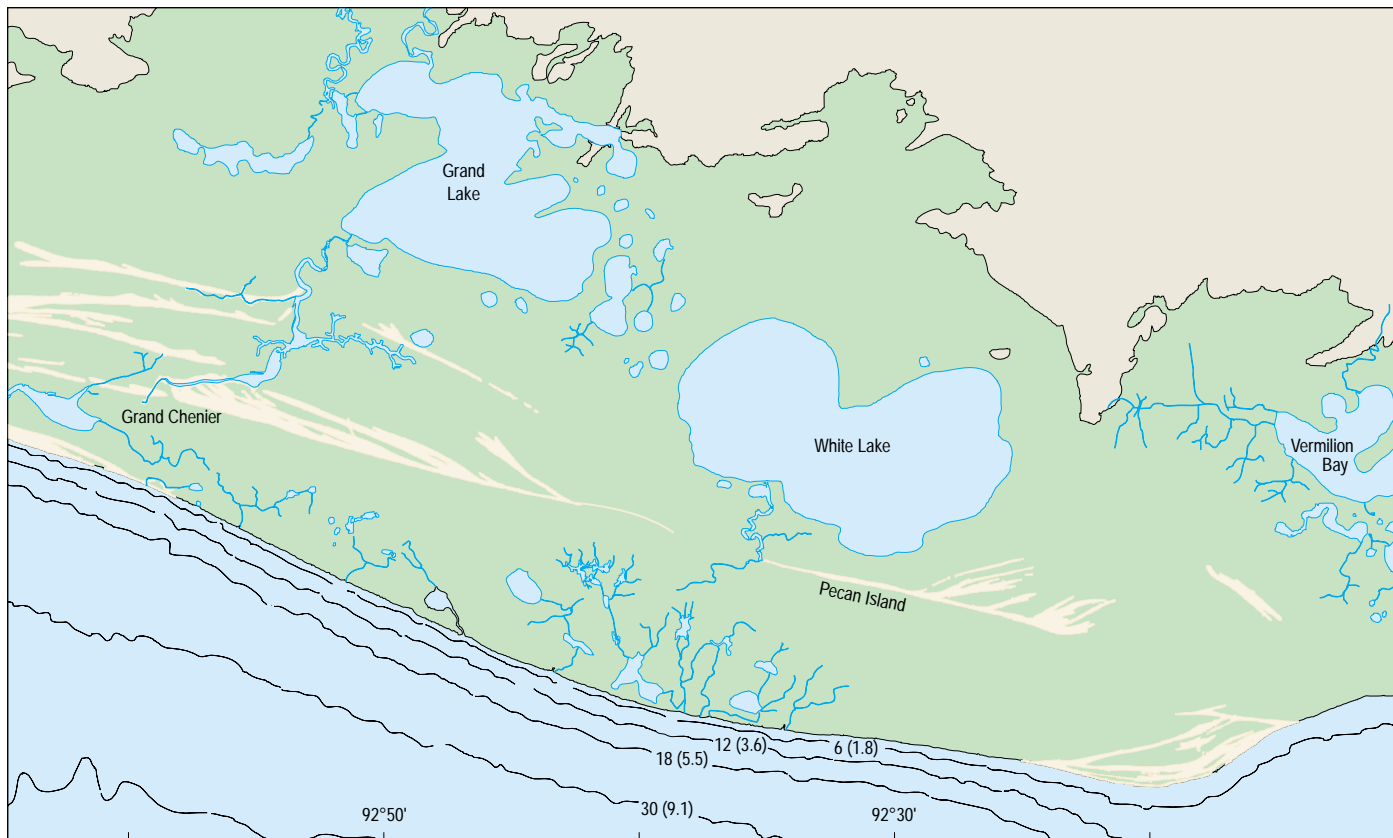 Grand
Lake
Grand Chenier
White Lake
Vermilion
Bay
Pecan Island
12 (3.6)
6 (1.8)
18 (5.5)
30 (9.1)
92°50'
92°30'